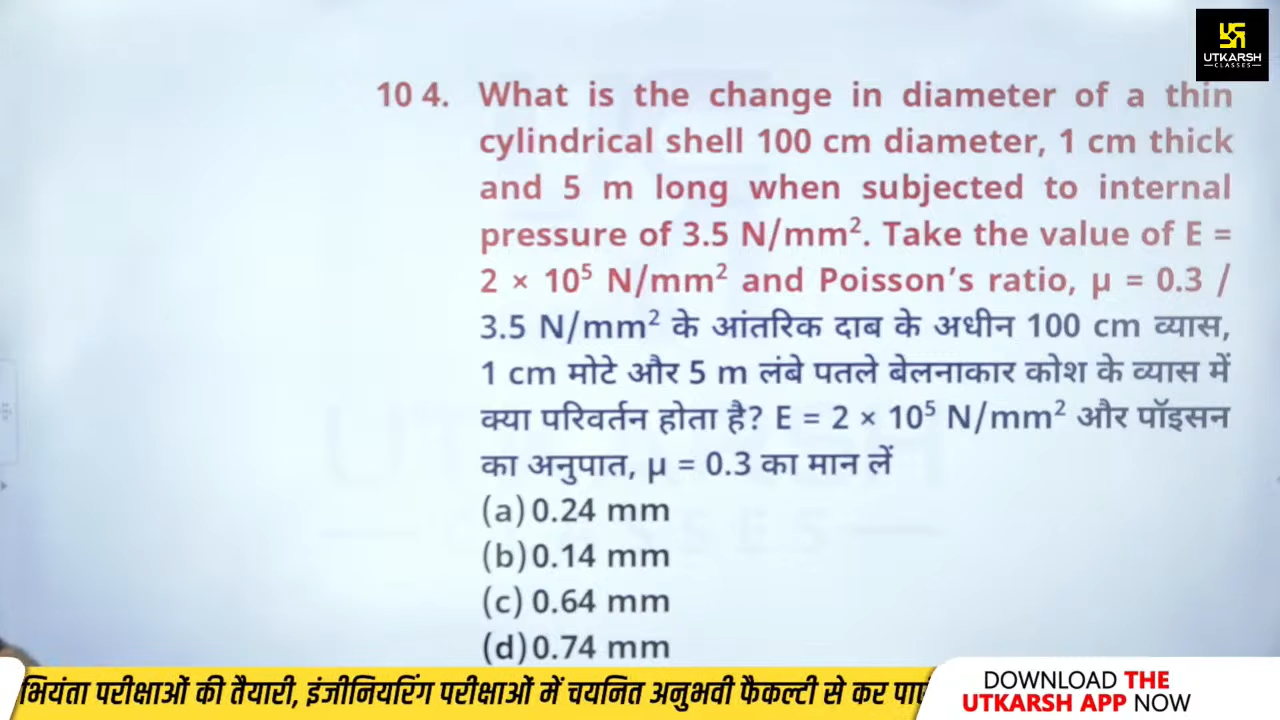 UTKARSH
CLASSES
10 4. What is the change in diameter of a thin
cylindrical shell 100 cm diameter, 1 cm thick
and 5 m long when subjected to internal
pressure of 3.5 N/mm². Take the value of E =
2 × 10⁵ N/mm² and Poisson’s ratio, μ = 0.3 /
3.5 N/mm² के आंतरिक दाब के अधीन 100 cm व्यास,
1 cm मोटे और 5 m लंबे पतले बेलनाकार कोश के व्यास में
क्या परिवर्तन होता है? E = 2 × 10⁵ N/mm² और पॉइसन
का अनुपात, μ = 0.3 का मान लें
(a) 0.24 mm
(b) 0.14 mm
(c) 0.64 mm
(d) 0.74 mm
भियंता परीक्षाओं की तैयारी, इंजीनियरिंग परीक्षाओं में चयनित अनुभवी फैकल्टी से कर
DOWNLOAD THE
UTKARSH APP NOW